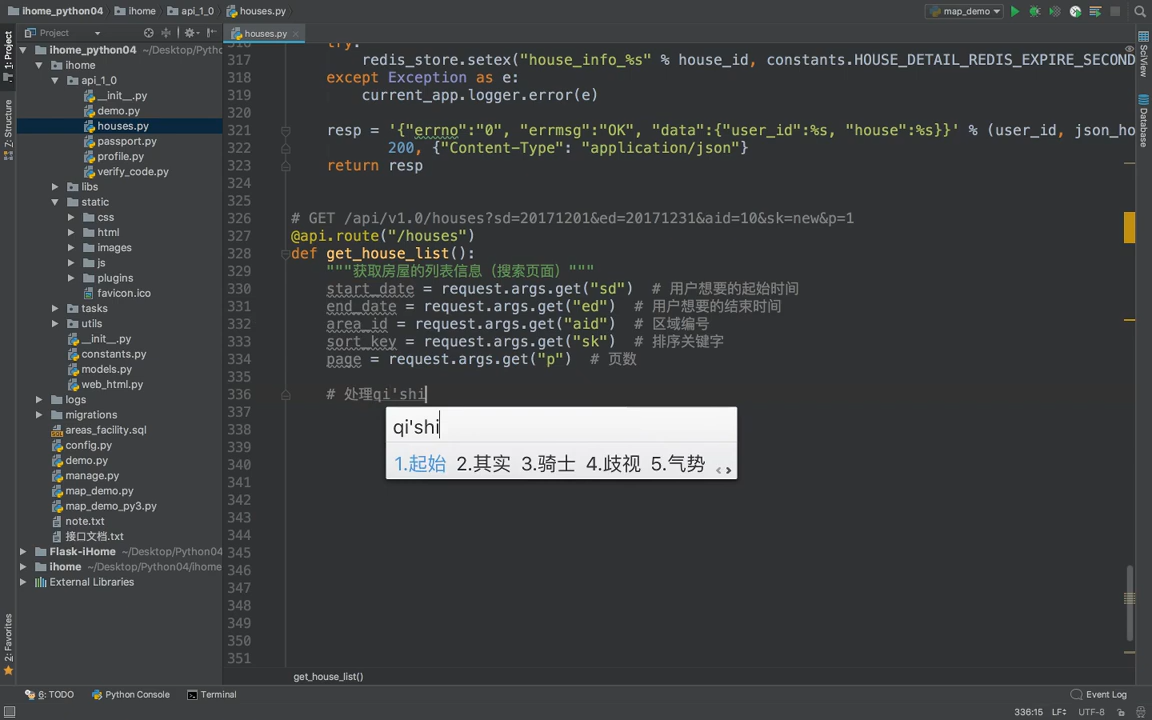 ihome_python04 ihome api_1_0 houses.py map_demo
Project houses.py
1: Project
Z: Structure
2: Favorites
SciView
Database
ihome_python04 ~/Desktop/Pytho
ihome
api_1_0
__init__.py
demo.py
houses.py
passport.py
profile.py
verify_code.py
libs
static
css
html
images
js
plugins
favicon.ico
tasks
utils
__init__.py
constants.py
models.py
web_html.py
logs
migrations
areas_facility.sql
config.py
demo.py
manage.py
map_demo.py
map_demo_py3.py
note.txt
接口文档.txt
Flask-iHome ~/Desktop/Python04
ihome ~/Desktop/Python04/ihome
External Libraries
316 try:
317 redis_store.setex("house_info_%s" % house_id, constants.HOUSE_DETAIL_REDIS_EXPIRE_SECOND
318 except Exception as e:
319 current_app.logger.error(e)
320
321 resp = '{"errno":"0", "errmsg":"OK", "data":{"user_id":%s, "house":%s}}' % (user_id, json_ho
322 200, {"Content-Type": "application/json"}
323 return resp
324
325
326 # GET /api/v1.0/houses?sd=20171201&ed=20171231&aid=10&sk=new&p=1
327 @api.route("/houses")
328 def get_house_list():
329 """获取房屋的列表信息（搜索页面）"""
330 start_date = request.args.get("sd") # 用户想要的起始时间
331 end_date = request.args.get("ed") # 用户想要的结束时间
332 area_id = request.args.get("aid") # 区域编号
333 sort_key = request.args.get("sk") # 排序关键字
334 page = request.args.get("p") # 页数
335
336 # 处理qi'shi
337
338
339
340
341
342
343
344
345
346
347
348
349
350
351
qi'shi
1.起始 2.其实 3.骑士 4.歧视 5.气势
get_house_list()
6: TODO Python Console Terminal Event Log
336:15 LF UTF-8